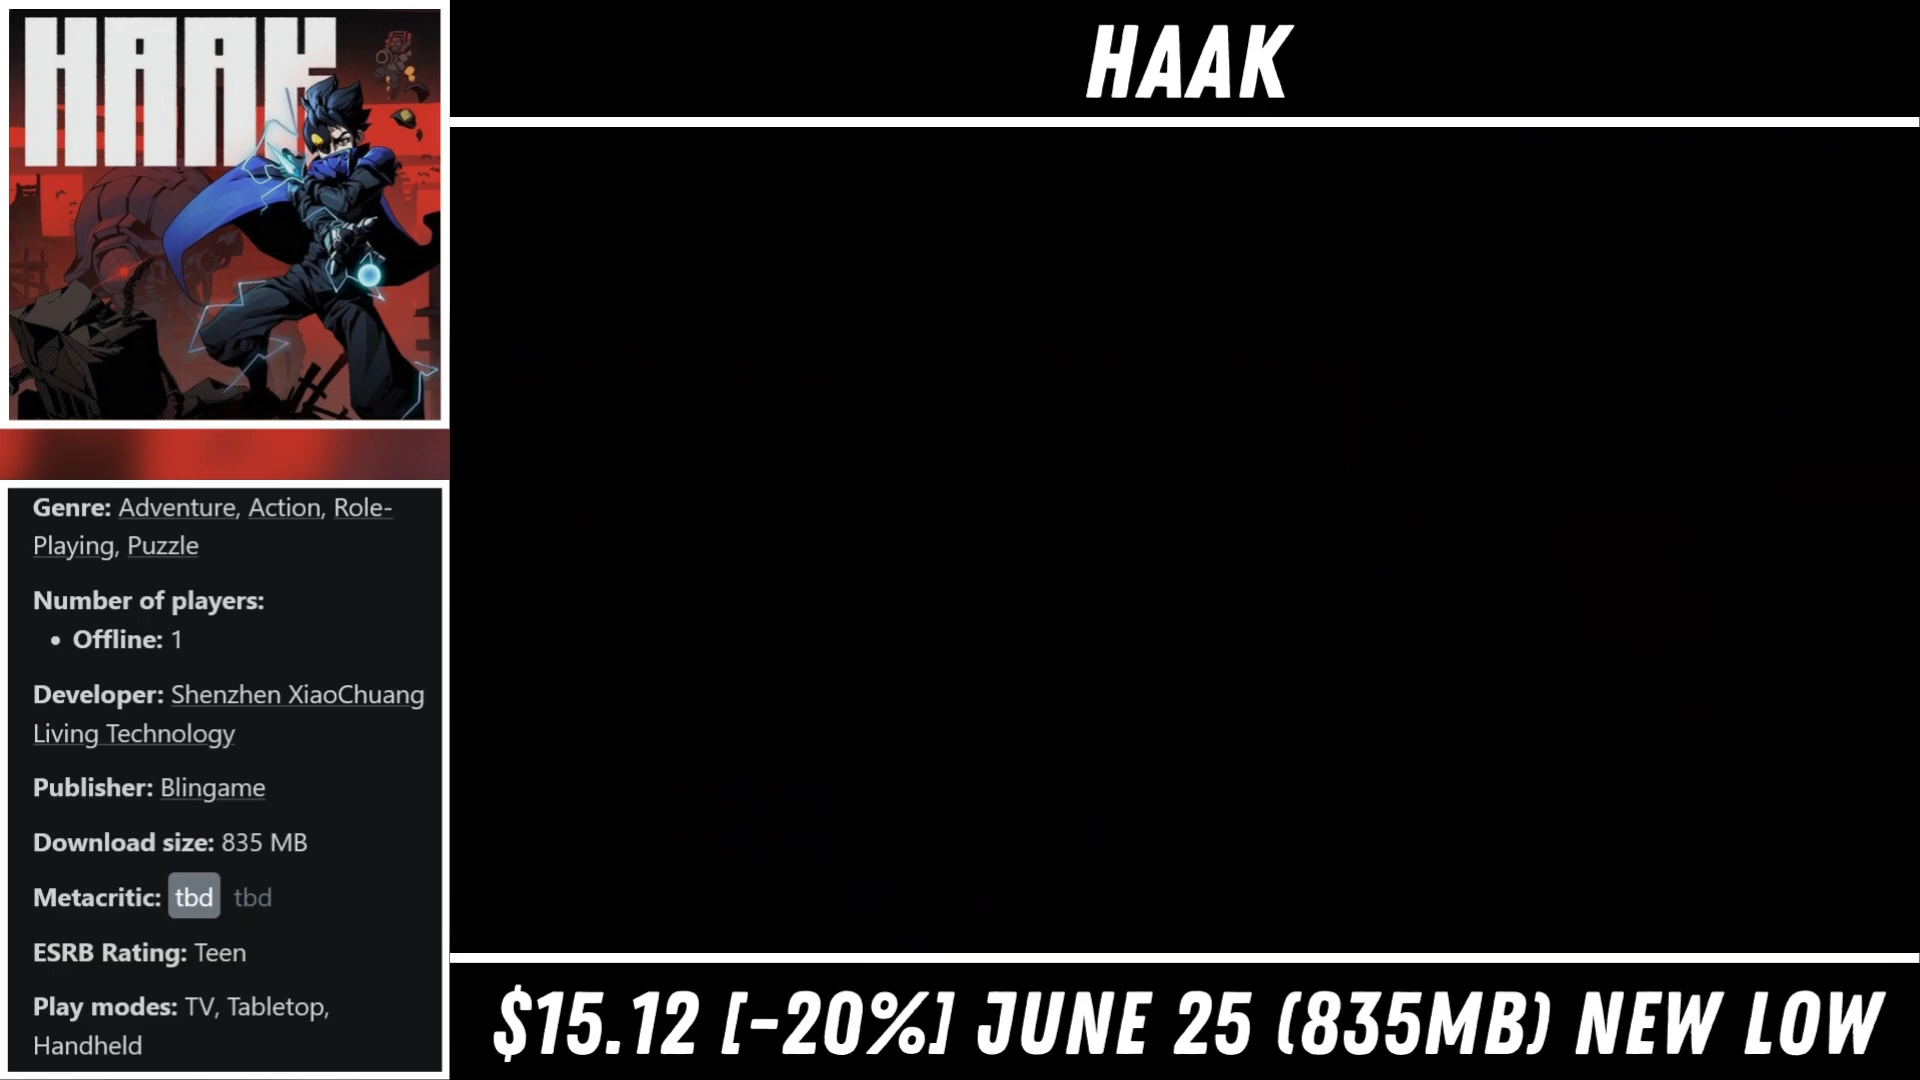 HAAK
HAAK
Genre: Adventure, Action, Role-
Playing, Puzzle
Number of players:
• Offline: 1
Developer: Shenzhen XiaoChuang
Living Technology
Publisher: Blingame
Download size: 835 MB
Metacritic: tbd tbd
ESRB Rating: Teen
Play modes: TV, Tabletop,
Handheld
$15.12 [-20%] JUNE 25 (835MB) NEW LOW